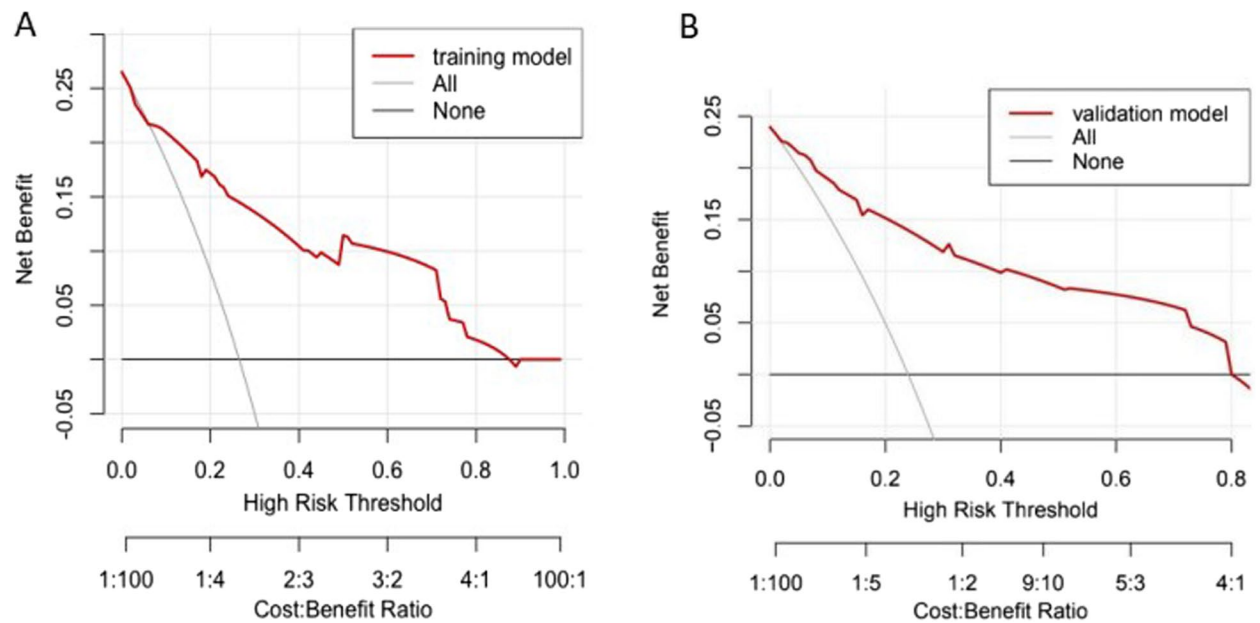 A
training model
All
None
0.25
0.15
0.05
-0.05
Net Benefit
0.0 0.2 0.4 0.6 0.8 1.0
High Risk Threshold
1:100 1:4 2:3 3:2 4:1 100:1
Cost:Benefit Ratio
B
validation model
All
None
0.25
0.15
0.05
-0.05
Net Benefit
0.0 0.2 0.4 0.6 0.8
High Risk Threshold
1:100 1:5 1:2 9:10 5:3 4:1
Cost:Benefit Ratio